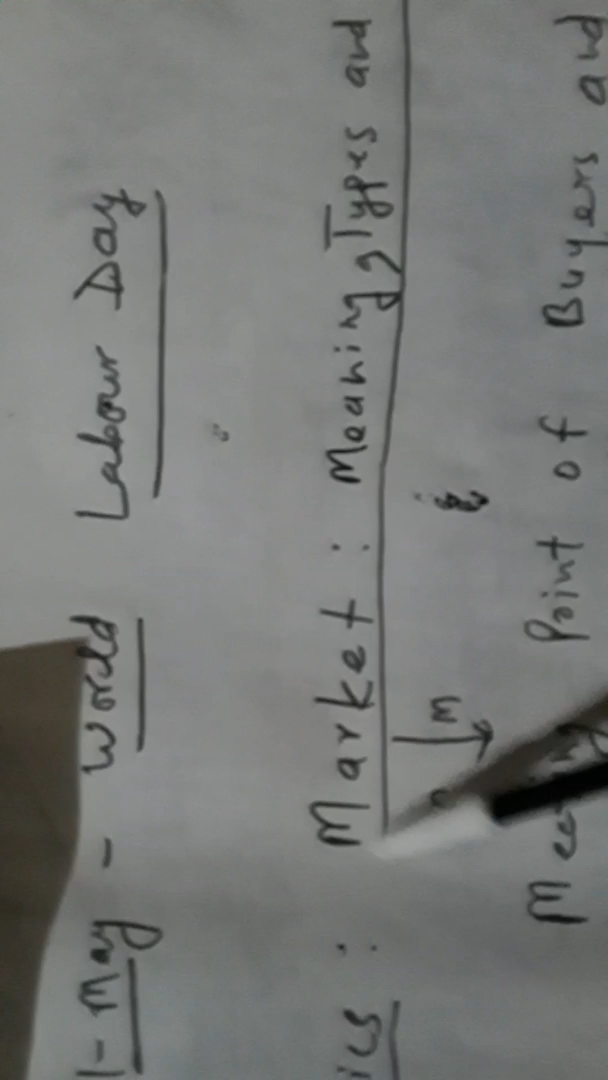 1- May - World Labour Day
ics : Market : Meaning, Types and
M
Point of Buyers and